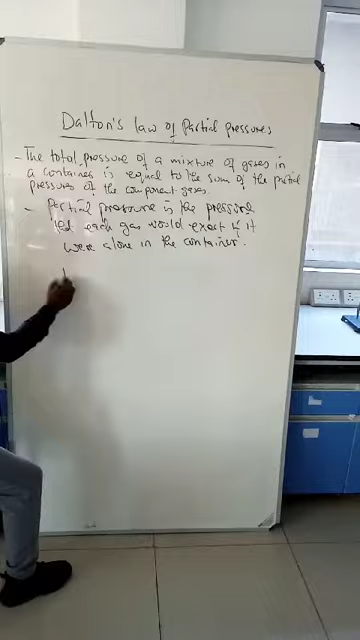 Dalton's law of Partial pressures
- The total pressure of a mixture of gases in
a container is equal to the sum of the partial
pressures of the component gases.
- Partial pressure is the pressure
that each gas would exert if it
were alone in the container.